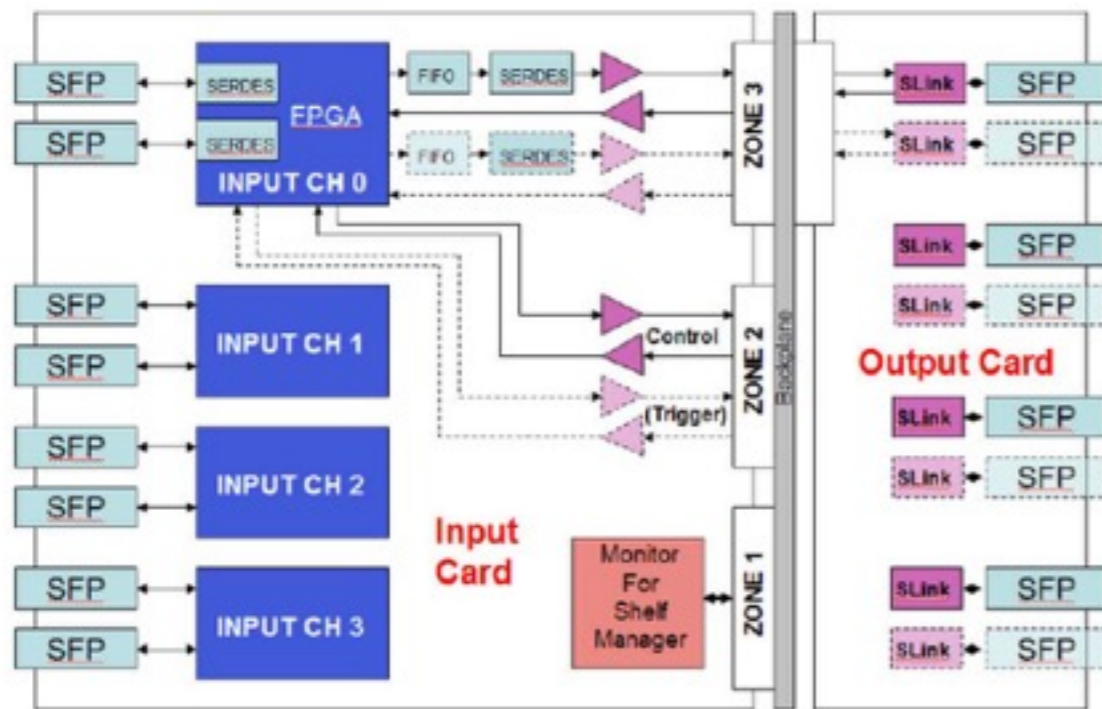 SFP
SERDES
FIFO
SERDES
SLink
SFP
FPGA
SFP
SERDES
FIFO
SERDES
SLink
SFP
INPUT CH 0
ZONE 3
SLink
SFP
SFP
SLink
SFP
INPUT CH 1
Control
SFP
ZONE 2
Backplane
Output Card
(Trigger)
SLink
SFP
SFP
INPUT CH 2
SLink
SFP
SFP
Input
Card
Monitor
For
Shelf
Manager
ZONE 1
SFP
SLink
SFP
INPUT CH 3
SFP
SLink
SFP